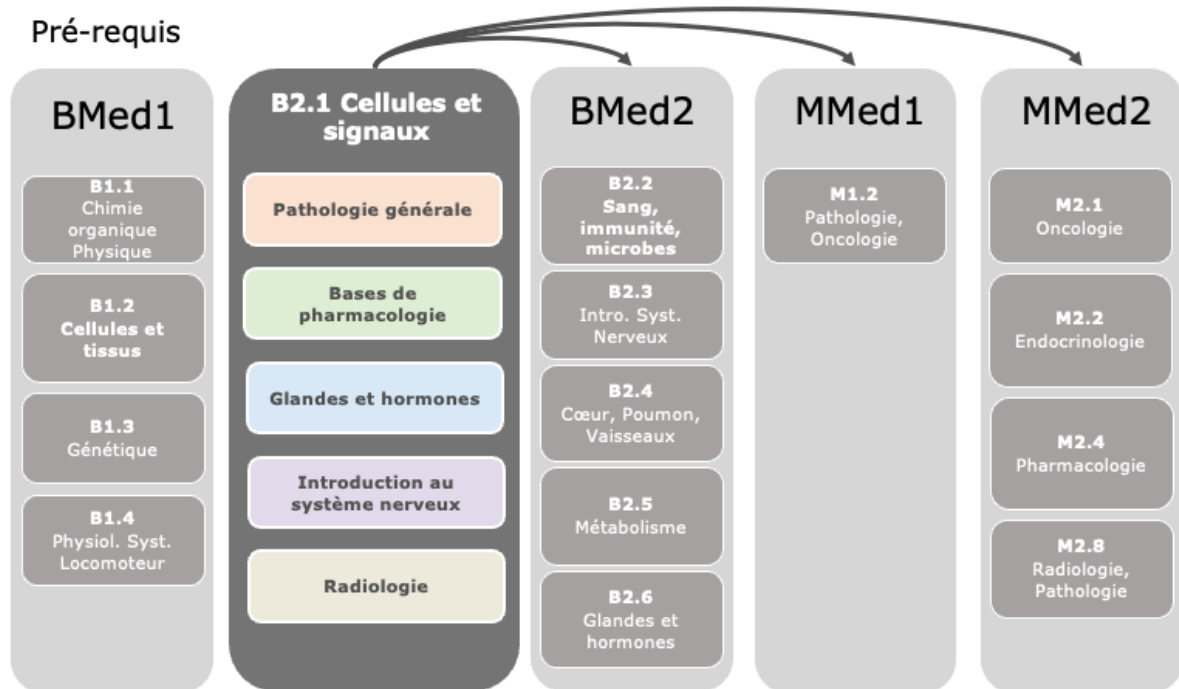 Pré-requis
BMed1
B1.1
Chimie
organique
Physique
B1.2
Cellules et
tissus
B1.3
Génétique
B1.4
Physiol. Syst.
Locomoteur
B2.1 Cellules et
signaux
Pathologie générale
Bases de
pharmacologie
Glandes et hormones
Introduction au
système nerveux
Radiologie
BMed2
B2.2
Sang,
immunité,
microbes
B2.3
Intro. Syst.
Nerveux
B2.4
Cœur, Poumon,
Vaisseaux
B2.5
Métabolisme
B2.6
Glandes et
hormones
MMed1
M1.2
Pathologie,
Oncologie
MMed2
M2.1
Oncologie
M2.2
Endocrinologie
M2.4
Pharmacologie
M2.8
Radiologie,
Pathologie